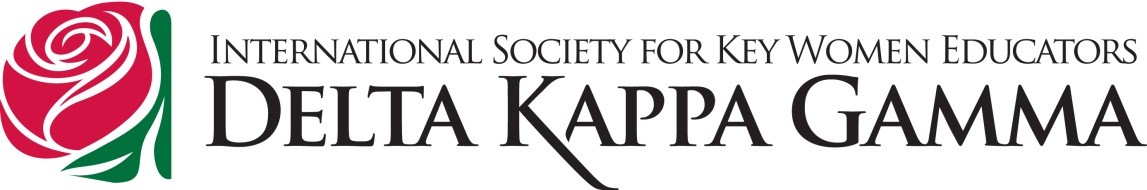 International Society for Key Women Educators
Delta Kappa Gamma